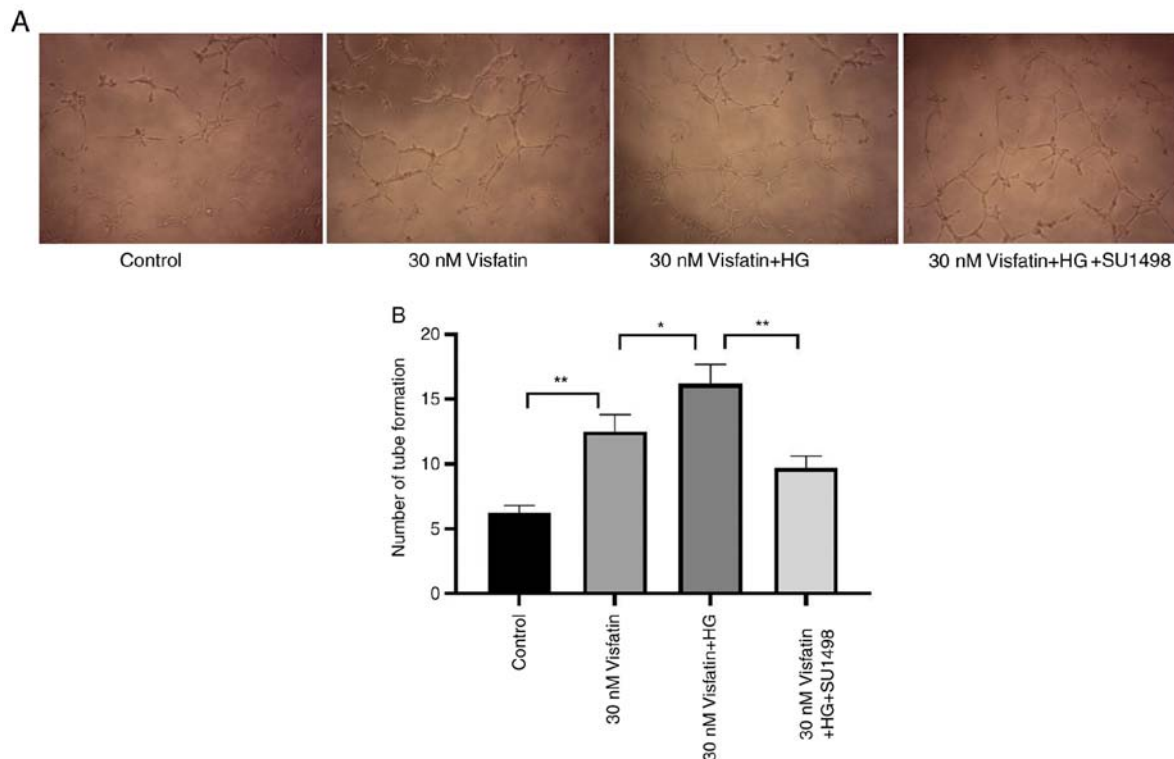 A
Control
30 nM Visfatin
30 nM Visfatin+HG
30 nM Visfatin+HG+SU1498
B
Number of tube formation
20
15
10
5
0
**
*
**
Control
30 nM Visfatin
30 nM Visfatin+HG
30 nM Visfatin
+HG+SU1498